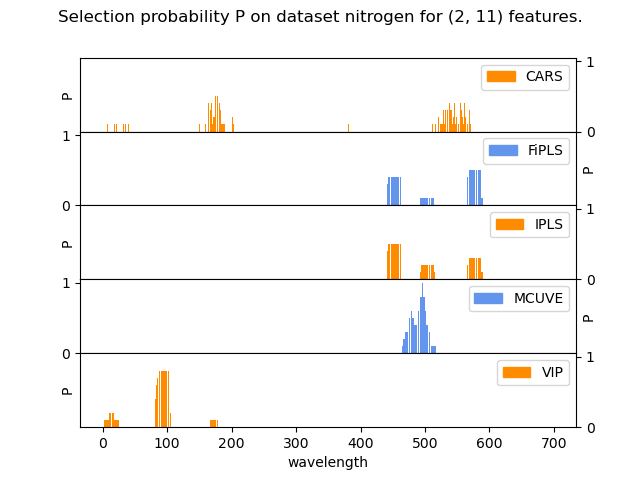 Selection probability P on dataset nitrogen for (2, 11) features.
P
CARS
1
0
1
0
FiPLS
P
IPLS
P
1
0
1
0
MCUVE
P
VIP
P
1
0
0 100 200 300 400 500 600 700
wavelength